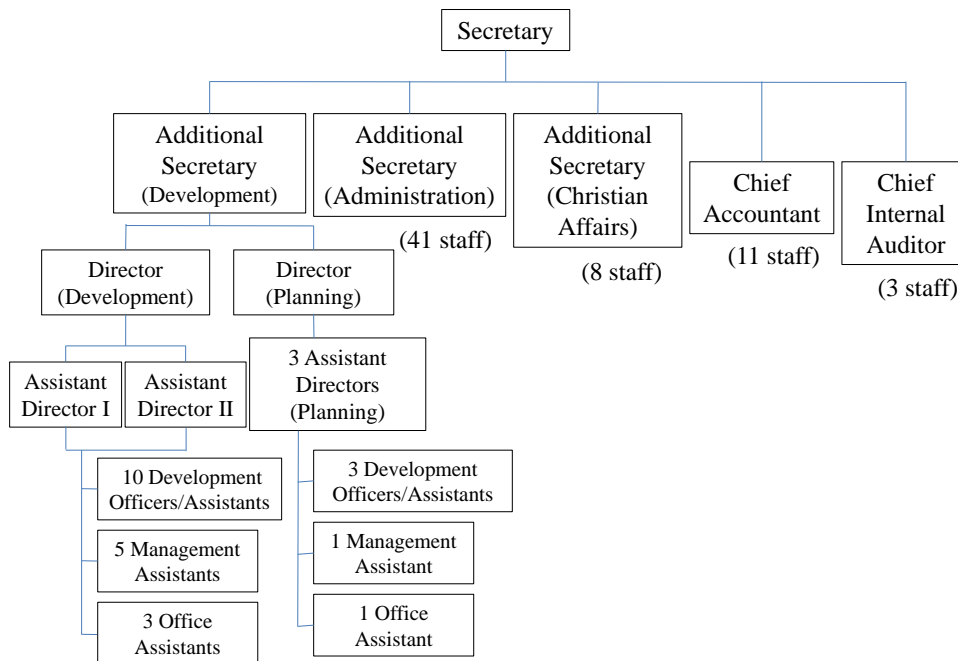 Secretary
Additional
Secretary
(Development)
Additional
Secretary
(Administration)
(41 staff)
Additional
Secretary
(Christian
Affairs)
(8 staff)
Chief
Accountant
(11 staff)
Chief
Internal
Auditor
(3 staff)
Director
(Development)
Director
(Planning)
Assistant
Director I
Assistant
Director II
3 Assistant
Directors
(Planning)
10 Development
Officers/Assistants
5 Management
Assistants
3 Office
Assistants
3 Development
Officers/Assistants
1 Management
Assistant
1 Office
Assistant